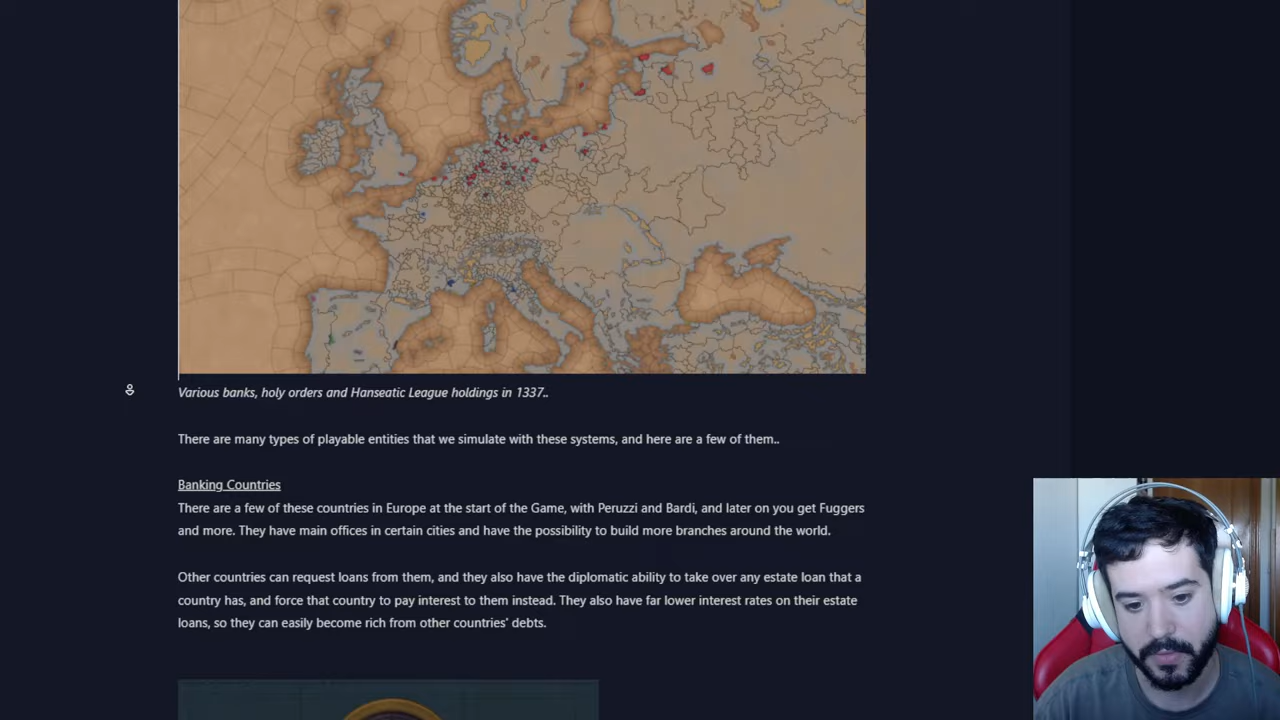 Various banks, holy orders and Hanseatic League holdings in 1337..
There are many types of playable entities that we simulate with these systems, and here are a few of them..
Banking Countries
There are a few of these countries in Europe at the start of the Game, with Peruzzi and Bardi, and later on you get Fuggers
and more. They have main offices in certain cities and have the possibility to build more branches around the world.
Other countries can request loans from them, and they also have the diplomatic ability to take over any estate loan that a
country has, and force that country to pay interest to them instead. They also have far lower interest rates on their estate
loans, so they can easily become rich from other countries' debts.